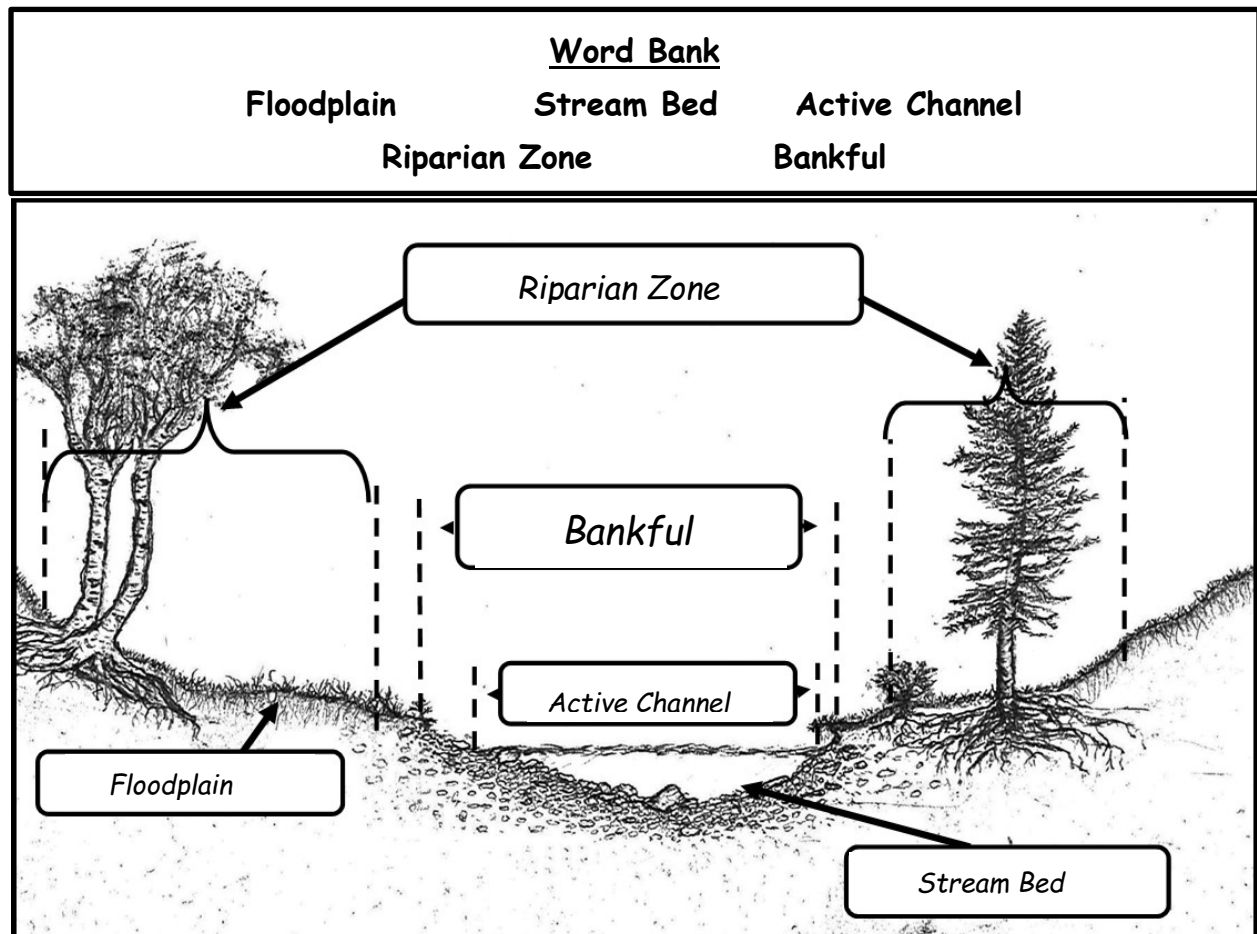 Word Bank
Floodplain Stream Bed Active Channel
Riparian Zone Bankful
Riparian Zone
Bankful
Active Channel
Floodplain
Stream Bed